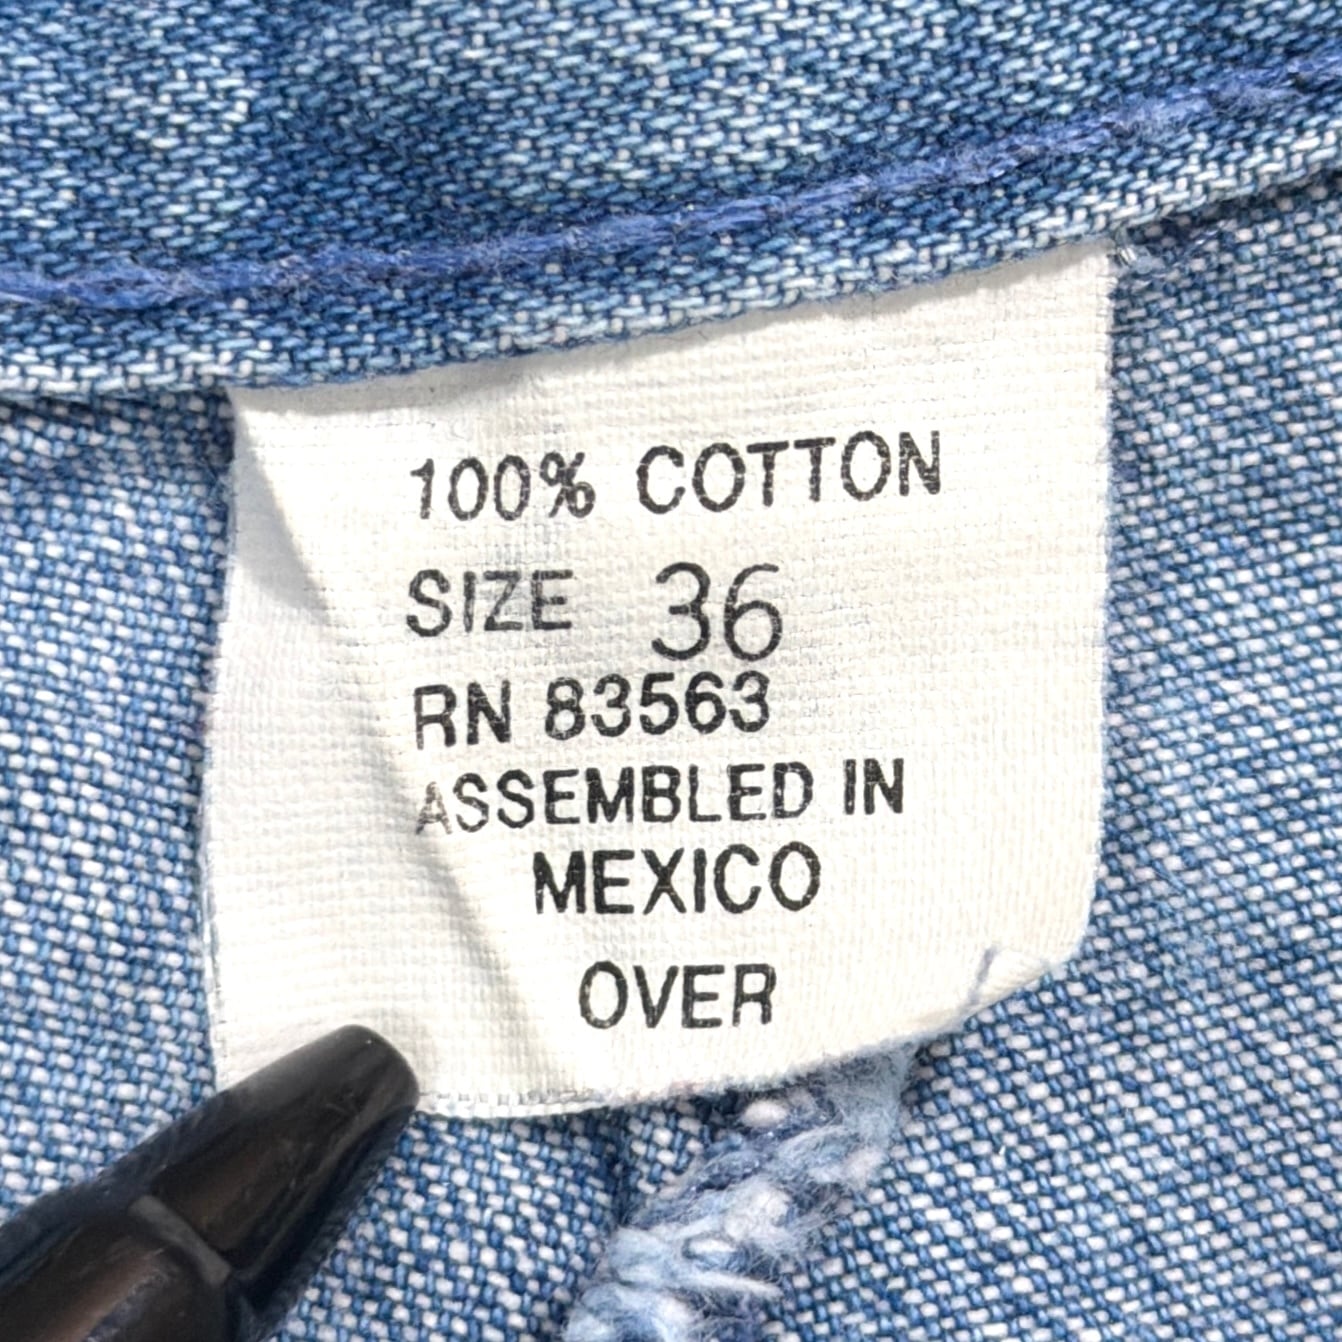 100% COTTON
SIZE 36
RN 83563
ASSEMBLED IN
MEXICO
OVER